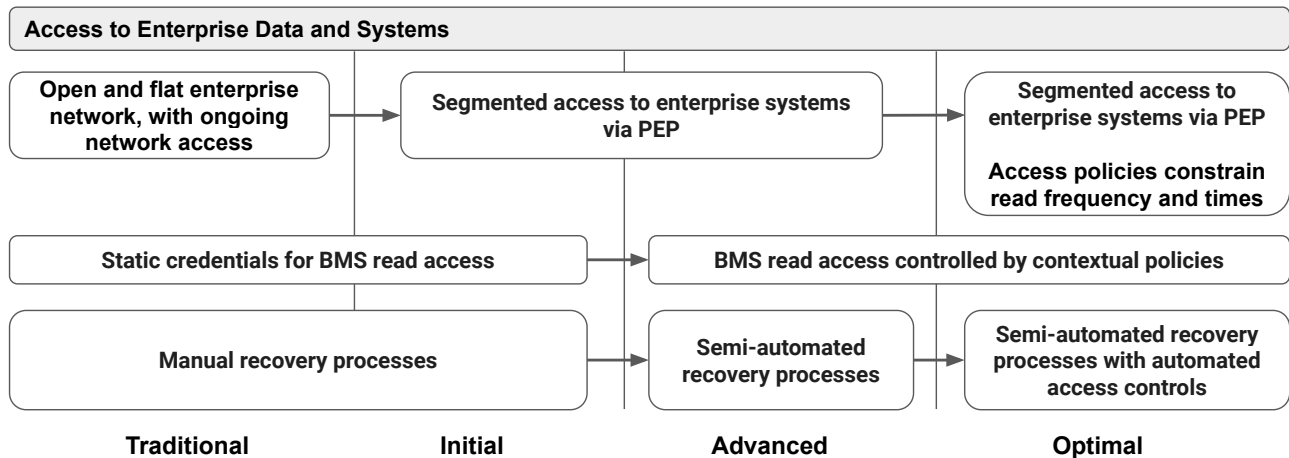 Access to Enterprise Data and Systems
Open and flat enterprise
network, with ongoing
network access
Segmented access to enterprise systems
via PEP
Segmented access to
enterprise systems via PEP
Access policies constrain
read frequency and times
Static credentials for BMS read access
BMS read access controlled by contextual policies
Manual recovery processes
Semi-automated
recovery processes
Semi-automated recovery
processes with automated
access controls
Traditional
Initial
Advanced
Optimal